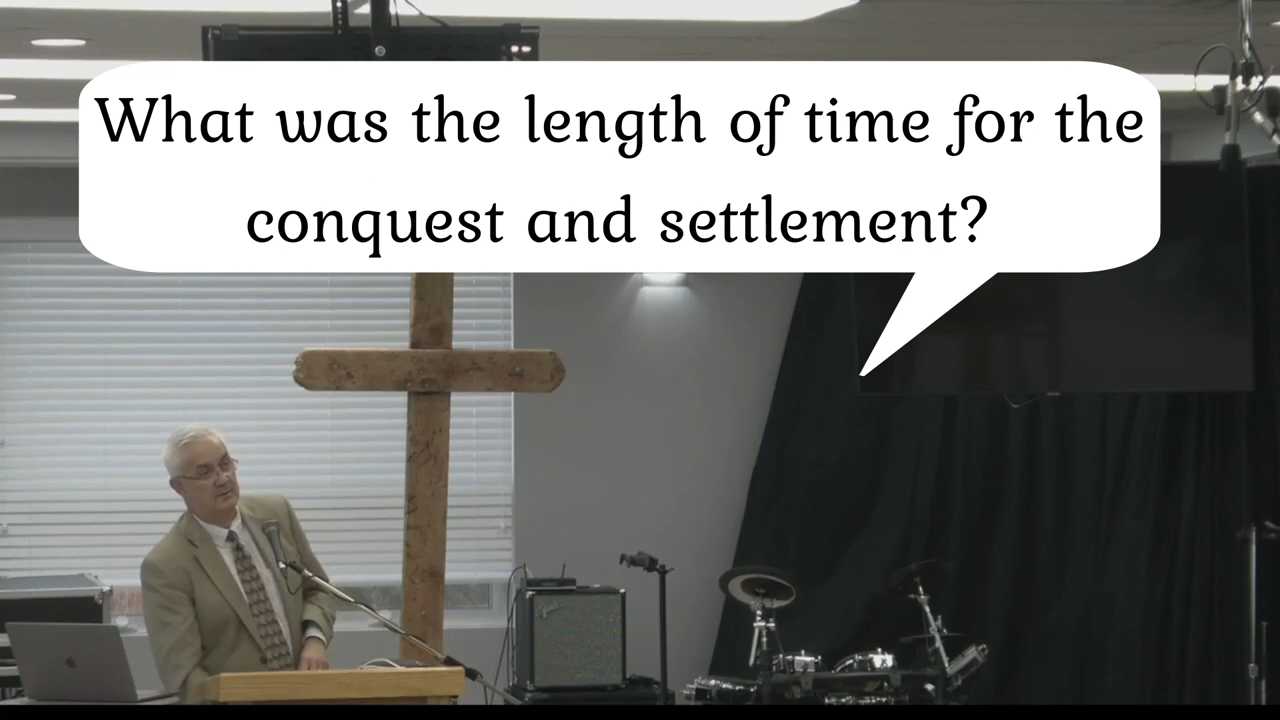 What was the length of time for the
conquest and settlement?